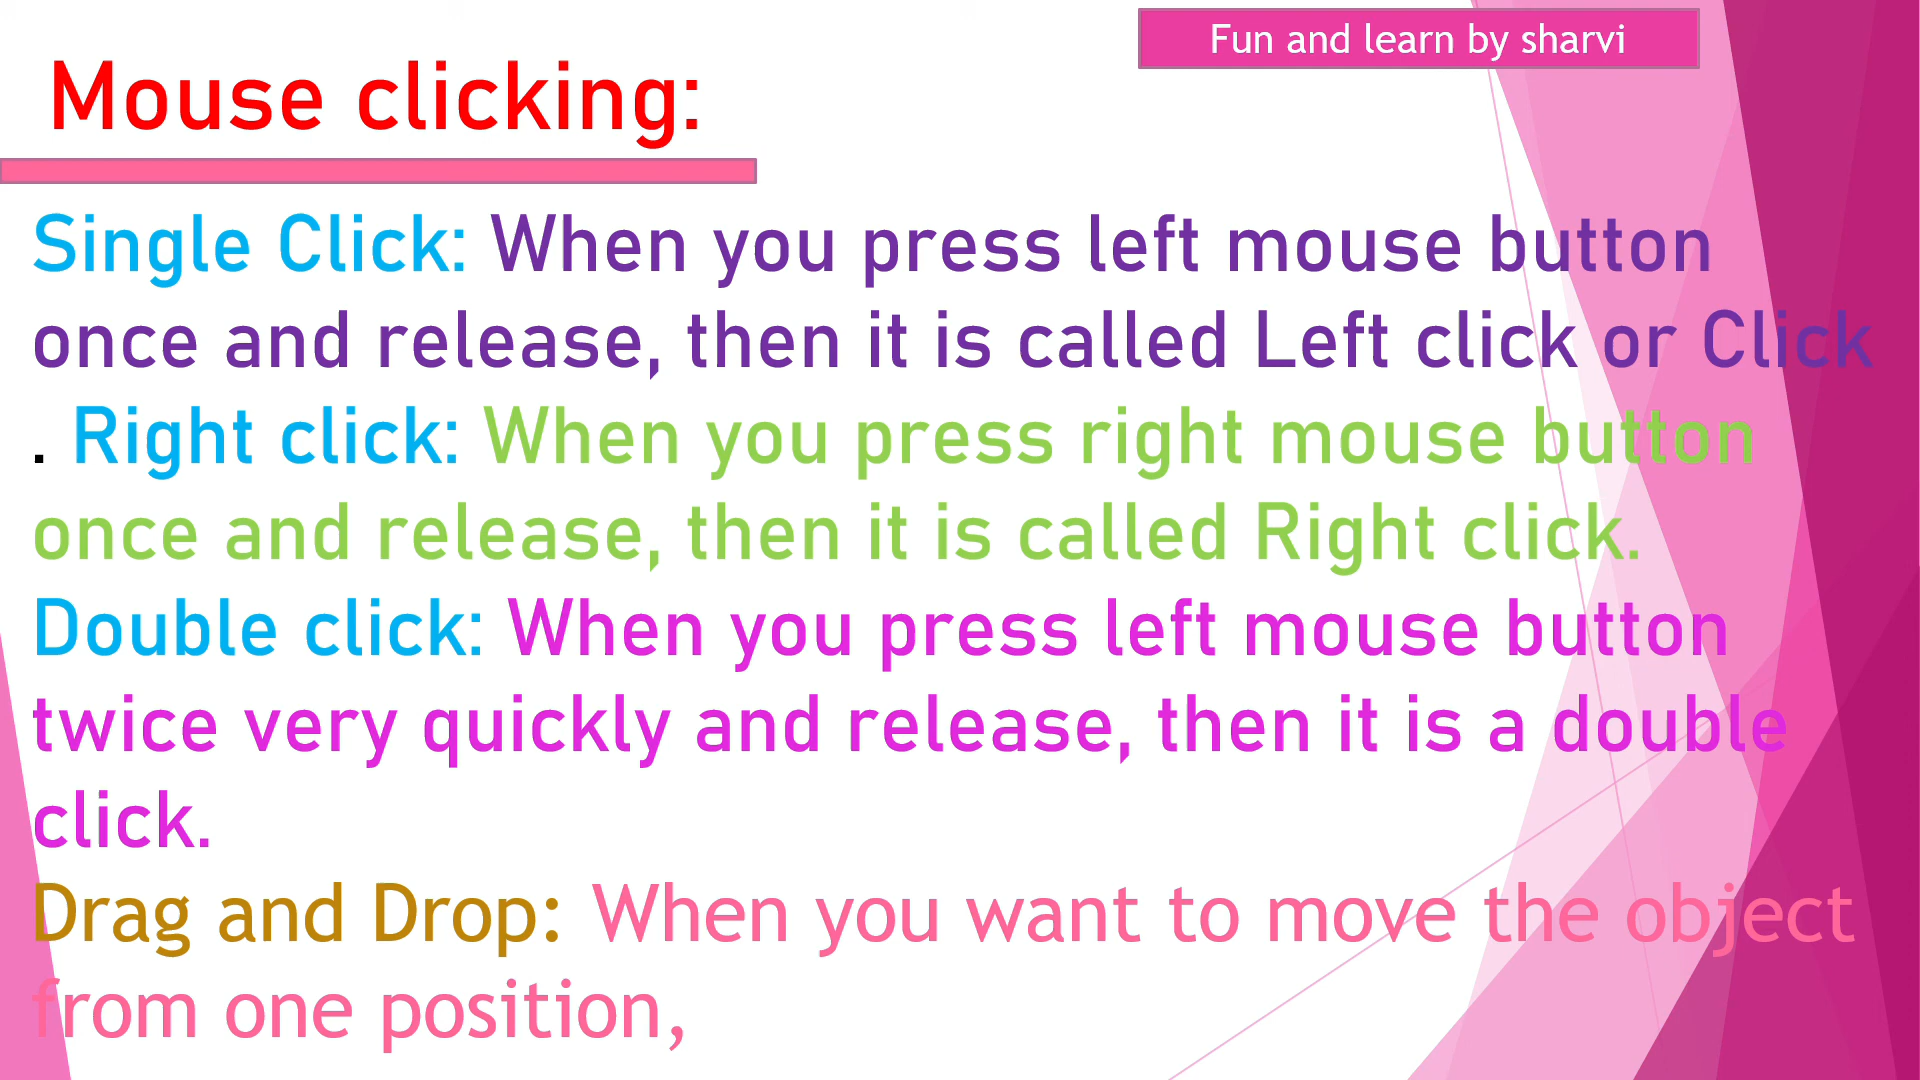 Fun and learn by sharvi
Mouse clicking:
Single Click: When you press left mouse button
once and release, then it is called Left click or Click
. Right click: When you press right mouse button
once and release, then it is called Right click.
Double click: When you press left mouse button
twice very quickly and release, then it is a double
click.
Drag and Drop: When you want to move the object
from one position,